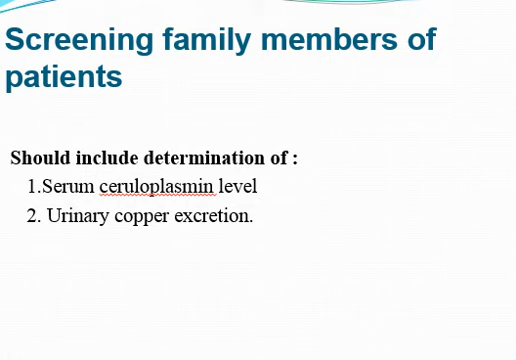 Screening family members of
patients
Should include determination of :
1.Serum ceruloplasmin level
2. Urinary copper excretion.